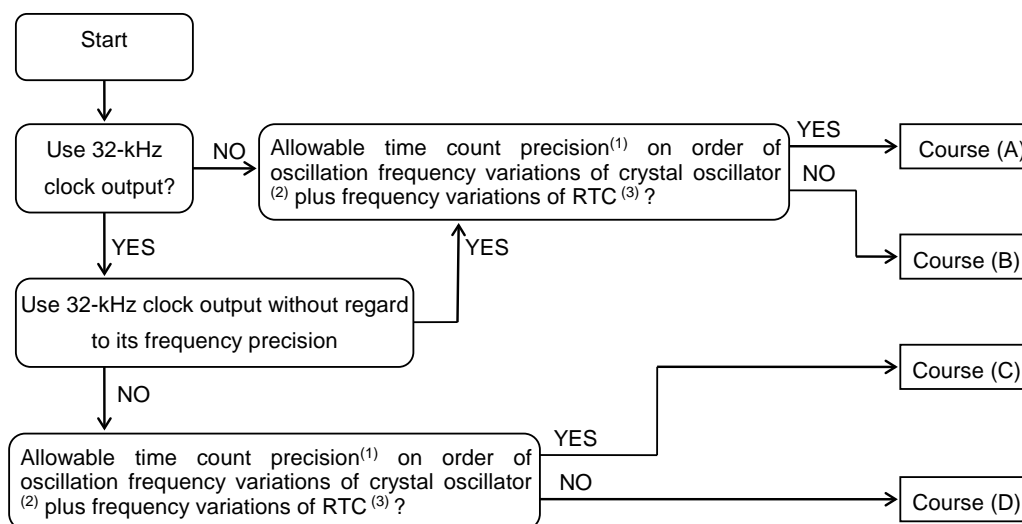 Start
Use 32-kHz
clock output?
NO
Allowable time count precision(1) on order of
oscillation frequency variations of crystal oscillator
(2) plus frequency variations of RTC (3) ?
YES
Course (A)
NO
Course (B)
YES
YES
Use 32-kHz clock output without regard
to its frequency precision
NO
Course (C)
Allowable time count precision(1) on order of
oscillation frequency variations of crystal oscillator
(2) plus frequency variations of RTC (3) ?
YES
NO
Course (D)